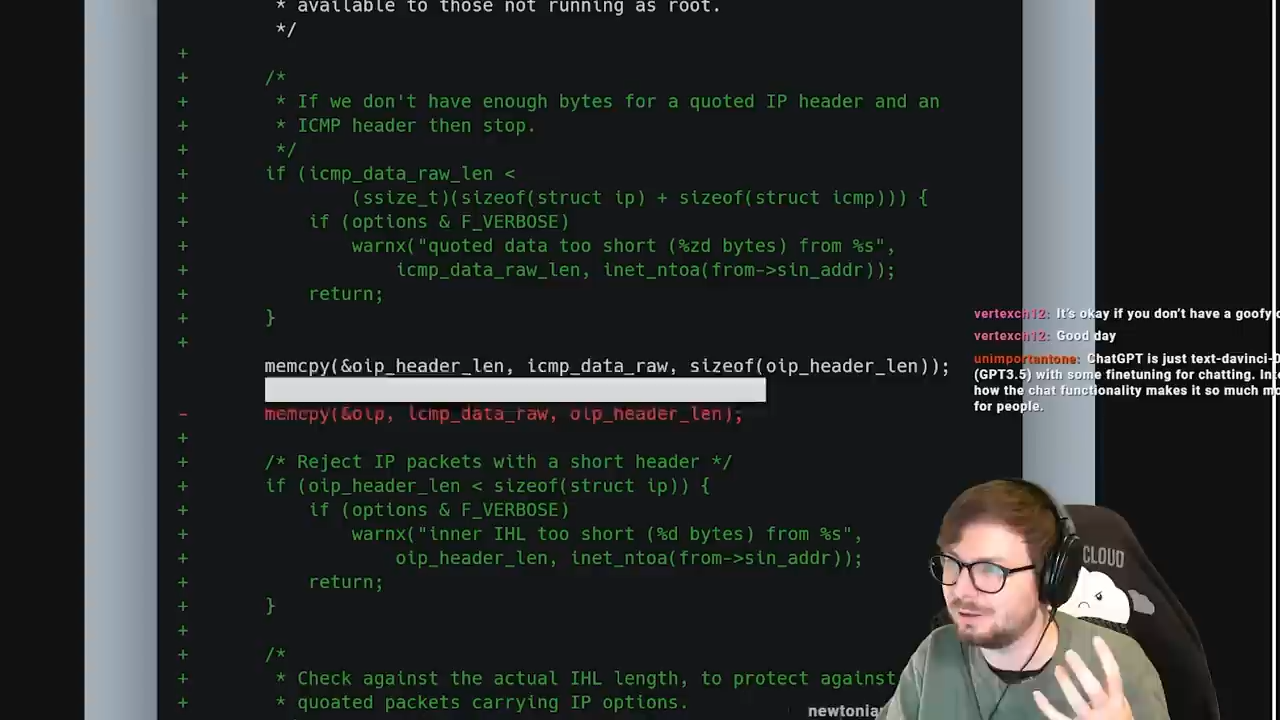 * available to those not running as root.
*/
+
+ /*
+ * If we don't have enough bytes for a quoted IP header and an
+ * ICMP header then stop.
+ */
+ if (icmp_data_raw_len <
+ (ssize_t)(sizeof(struct ip) + sizeof(struct icmp))) {
+ if (options & F_VERBOSE)
+ warnx("quoted data too short (%zd bytes) from %s",
+ icmp_data_raw_len, inet_ntoa(from->sin_addr));
+ return;
+ }
+
memcpy(&oip_header_len, icmp_data_raw, sizeof(oip_header_len));
- memcpy(&oip, icmp_data_raw, oip_header_len);
+
+ /* Reject IP packets with a short header */
+ if (oip_header_len < sizeof(struct ip)) {
+ if (options & F_VERBOSE)
+ warnx("inner IHL too short (%d bytes) from %s",
+ oip_header_len, inet_ntoa(from->sin_addr));
+ return;
+ }
+
+ /*
+ * Check against the actual IHL length, to protect against
+ * quoated packets carrying IP options.
vertexch12: It's okay if you don't have a goofy
vertexch12: Good day
unimportantone: ChatGPT is just text-davinci-0
(GPT3.5) with some finetuning for chatting.
how the chat functionality makes it so much
for people.
CLOUD